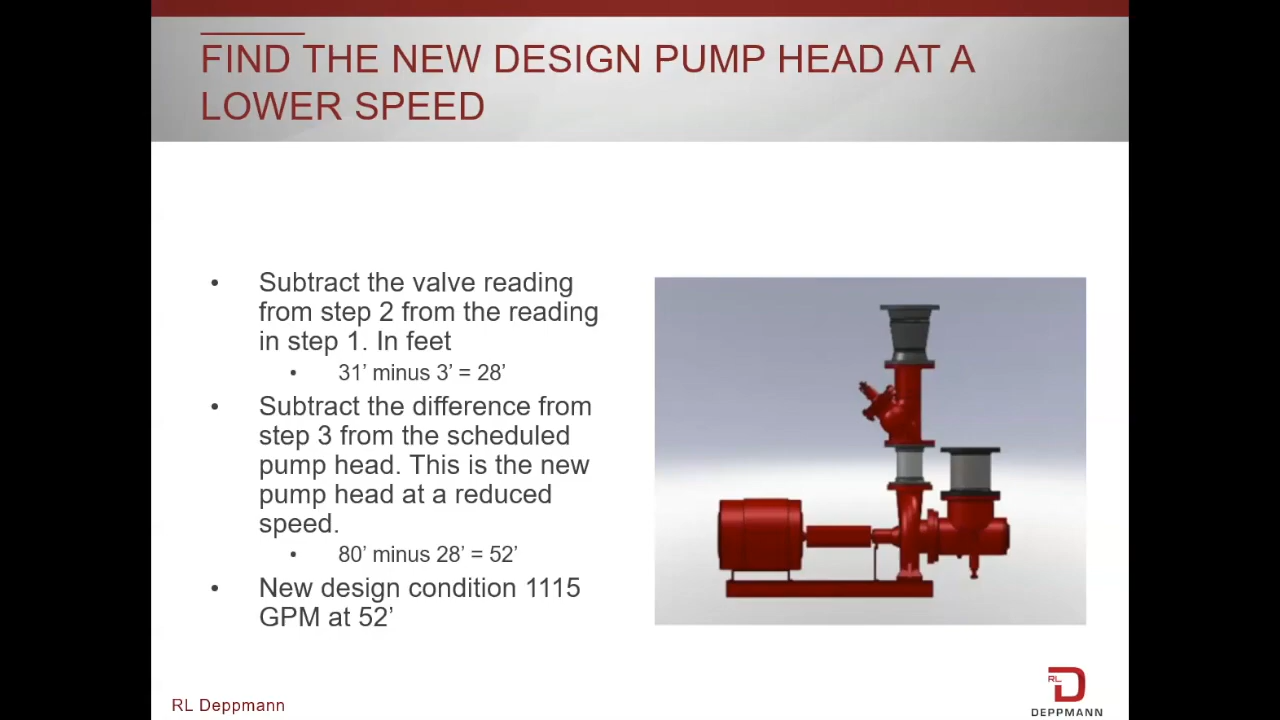 FIND THE NEW DESIGN PUMP HEAD AT A
LOWER SPEED
• Subtract the valve reading
from step 2 from the reading
in step 1. In feet
• 31’ minus 3’ = 28’
• Subtract the difference from
step 3 from the scheduled
pump head. This is the new
pump head at a reduced
speed.
• 80’ minus 28’ = 52’
• New design condition 1115
GPM at 52’
RL Deppmann
RL D
DEPPMANN